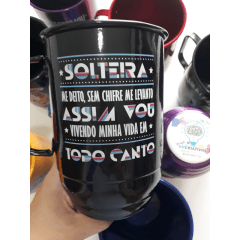 SOLTEIRA
ME DEITO, SEM CHIFRE ME LEVANTO
ASSIM VOU
VIVENDO MINHA VIDA EM
TODO CANTO